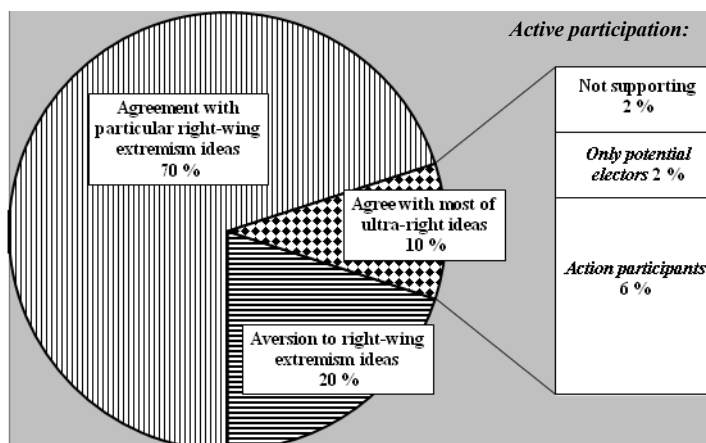 Active participation:
Agreement with
particular right-wing
extremism ideas
70 %
Agree with most of
ultra-right ideas
10 %
Aversion to right-wing
extremism ideas
20 %
Not supporting
2 %
Only potential
electors 2 %
Action participants
6 %